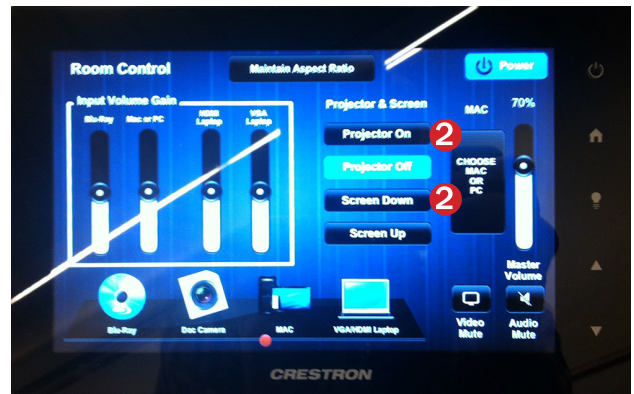 Room Control
Maintain Aspect Ratio
Power
Input Volume Gain
Blu-Ray
Mac or PC
HDMI
Laptop
VGA
Laptop
Projector & Screen
Projector On
2
Projector Off
Screen Down
2
Screen Up
MAC
CHOOSE
MAC
OR
PC
70%
Master
Volume
Blu-Ray
Doc Camera
MAC
VGA/HDMI Laptop
Video
Mute
Audio
Mute
CRESTRON